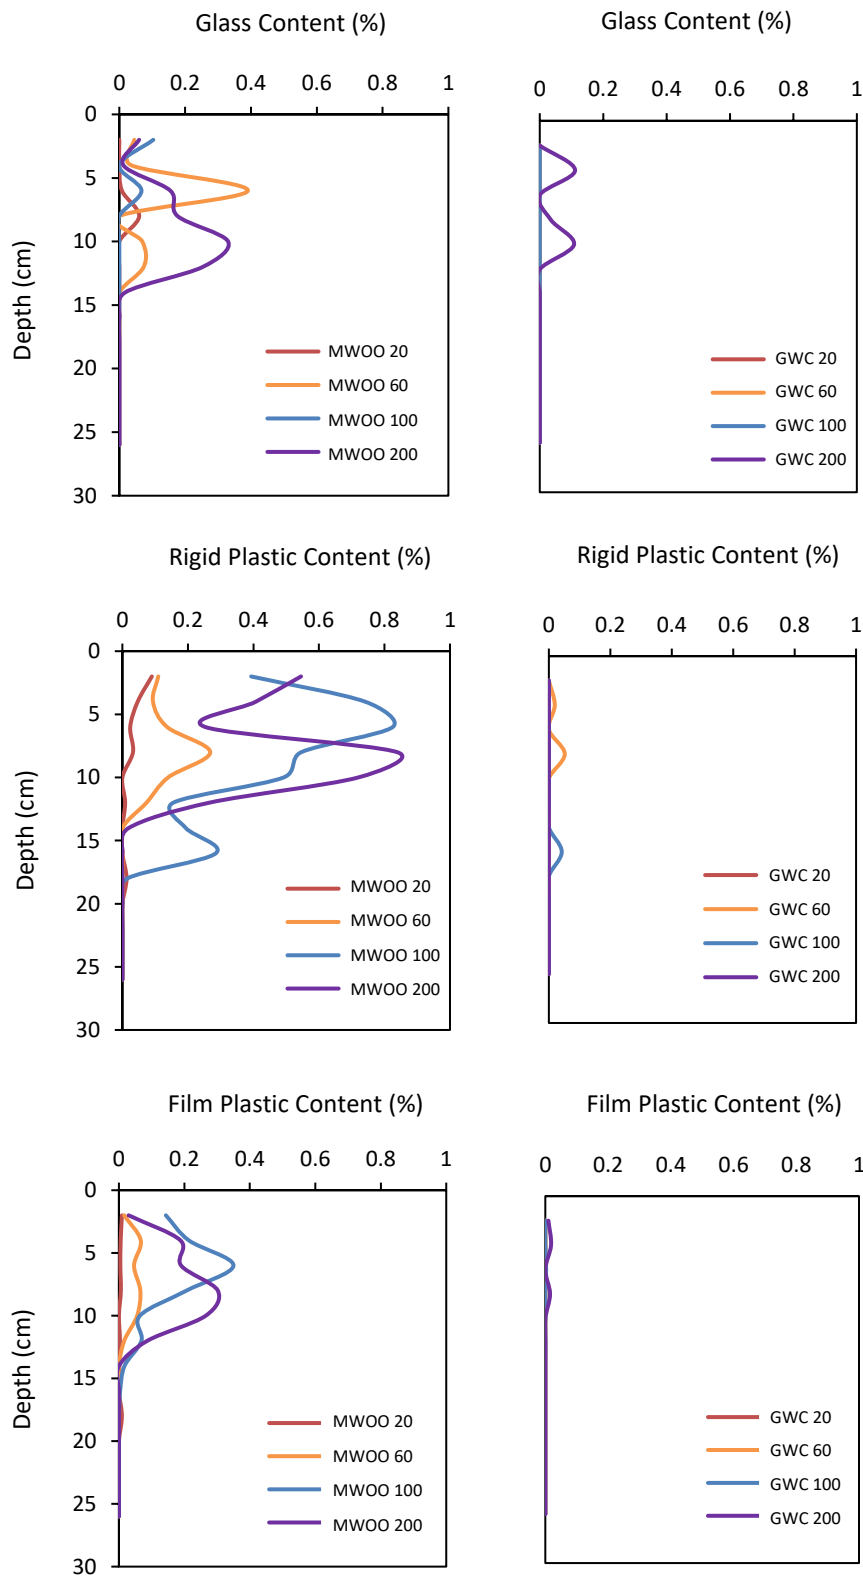 Glass Content (%)
0 0.2 0.4 0.6 0.8 1
0
5
10
15
20
25
30
Depth (cm)
MWOO 20
MWOO 60
MWOO 100
MWOO 200
Glass Content (%)
0 0.2 0.4 0.6 0.8 1
GWC 20
GWC 60
GWC 100
GWC 200
Rigid Plastic Content (%)
0 0.2 0.4 0.6 0.8 1
0
5
10
15
20
25
30
Depth (cm)
MWOO 20
MWOO 60
MWOO 100
MWOO 200
Rigid Plastic Content (%)
0 0.2 0.4 0.6 0.8 1
GWC 20
GWC 60
GWC 100
GWC 200
Film Plastic Content (%)
0 0.2 0.4 0.6 0.8 1
0
5
10
15
20
25
30
Depth (cm)
MWOO 20
MWOO 60
MWOO 100
MWOO 200
Film Plastic Content (%)
0 0.2 0.4 0.6 0.8 1
GWC 20
GWC 60
GWC 100
GWC 200